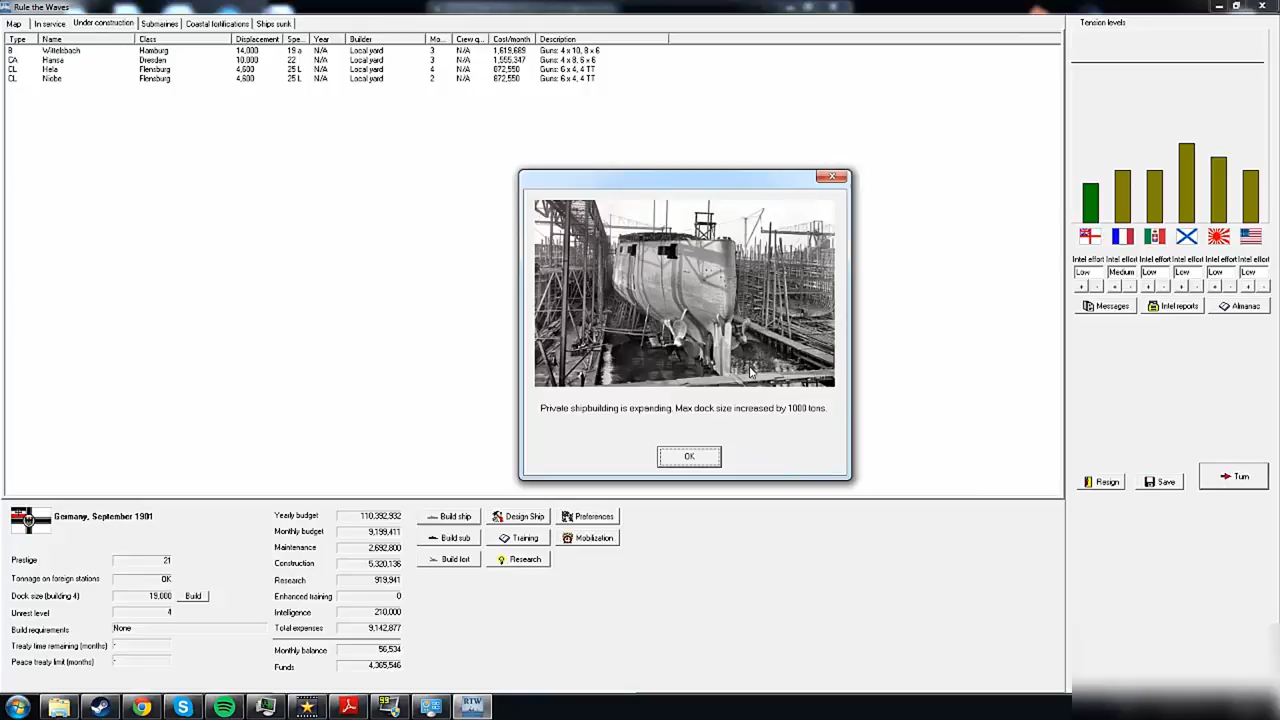 Rule the Waves
Map In service Under construction Submarines Coastal fortifications Ships sunk
Type Name Class Displacement Spe... Year Builder Mo... Crew q... Cost/month Description
B Wittelsbach Hamburg 14,000 19 a N/A Local yard 3 N/A 1,619,689 Guns: 4 x 10, 8 x 6
CA Hansa Dresden 10,000 22 N/A Local yard 3 N/A 1,555,347 Guns: 4 x 8, 6 x 6
CL Hela Flensburg 4,600 25 L N/A Local yard 4 N/A 872,550 Guns: 6 x 4, 4 TT
CL Niobe Flensburg 4,600 25 L N/A Local yard 2 N/A 872,550 Guns: 6 x 4, 4 TT
Private shipbuilding is expanding. Max dock size increased by 1000 tons.
OK
Tension levels
Intel effort Intel effort Intel effort Intel effort Intel effort Intel effort
Low Medium Low Low Low Low
+ - + - + - + - + - + -
Messages Intel reports Almanac
Resign Save Turn
Germany, September 1901
Prestige 21
Tonnage on foreign stations OK
Dock size (building 4) 19,000 Build
Unrest level 4
Build requirements None
Treaty time remaining (months) -
Peace treaty limit (months) -
Yearly budget 110,392,932
Monthly budget 9,199,411
Maintenance 2,692,800
Construction 5,320,136
Research 919,941
Enhanced training 0
Intelligence 210,000
Total expenses 9,142,877
Monthly balance 56,534
Funds 4,365,546
Build ship Design Ship Preferences
Build sub Training Mobilization
Build fort Research
99
RTW